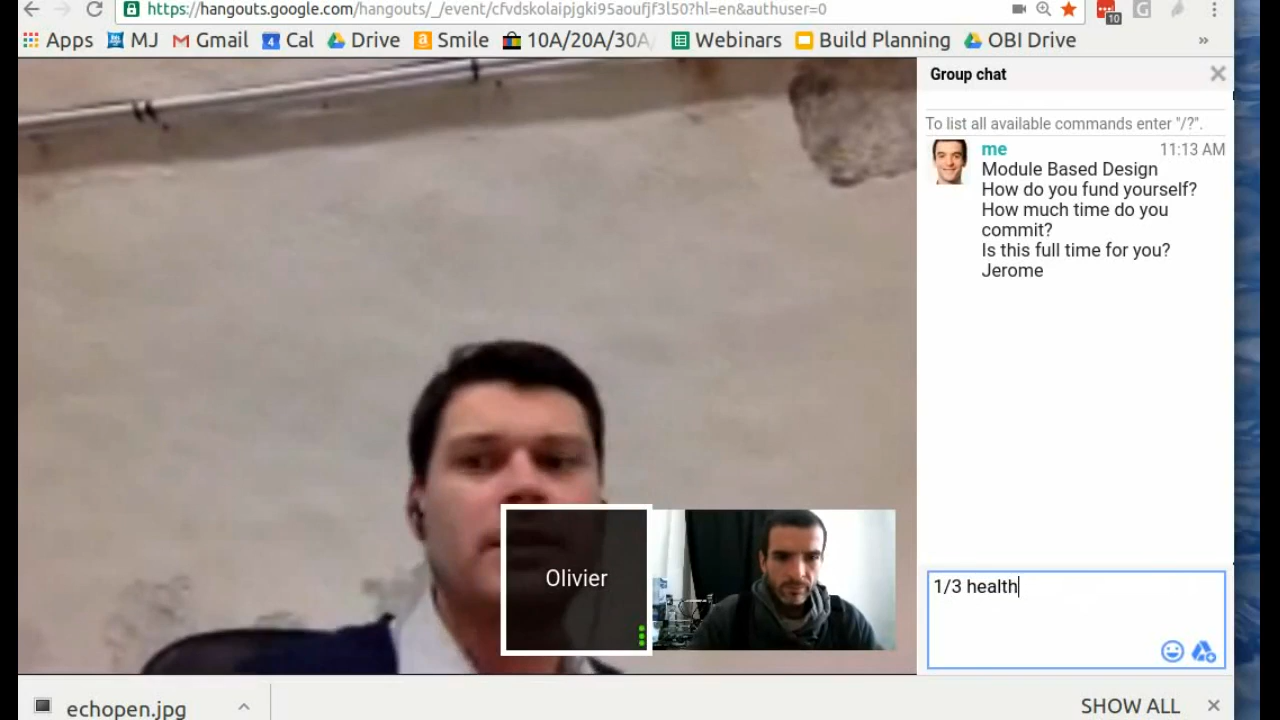 https://hangouts.google.com/hangouts/_/event/cfvdskolaipjgki95aoufjf3l50?hl=en&authuser=0
10
G
Apps MJ Gmail 4 Cal Drive a Smile 10A/20A/30A Webinars Build Planning OBI Drive »
Group chat
To list all available commands enter "/?".
me 11:13 AM
Module Based Design
How do you fund yourself?
How much time do you
commit?
Is this full time for you?
Jerome
Olivier
1/3 health
echopen.jpg SHOW ALL